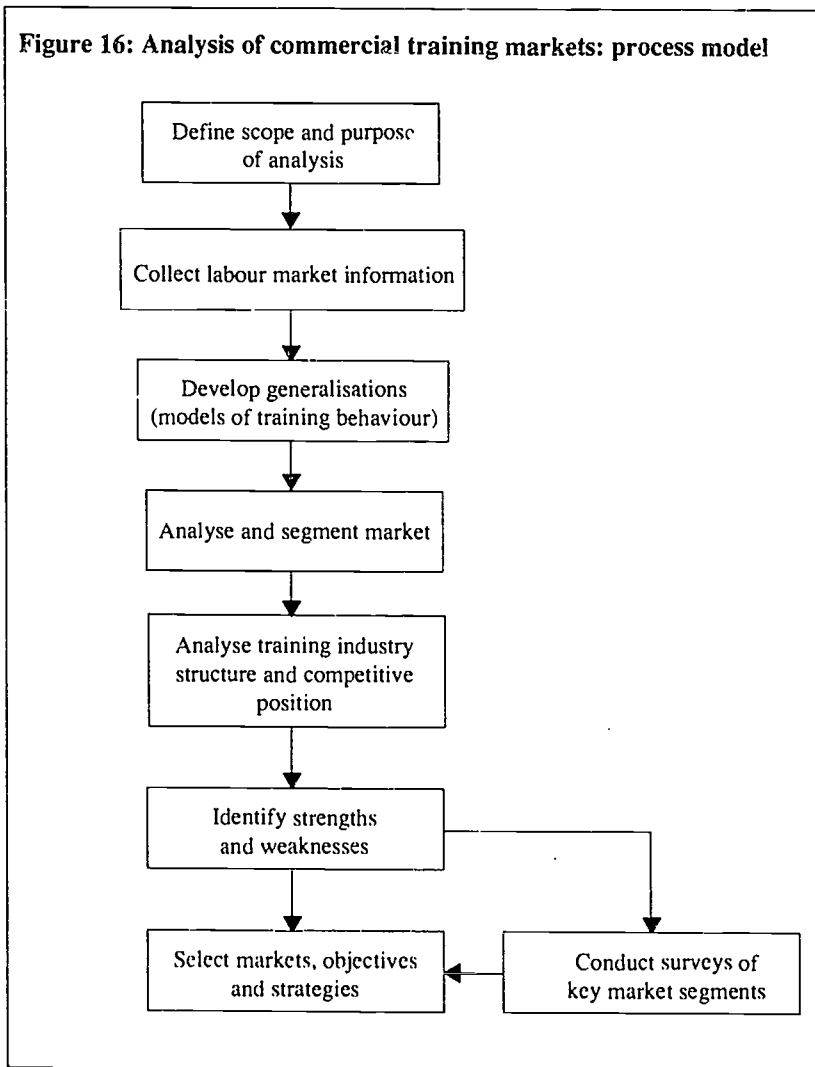 Figure 16: Analysis of commercial training markets: process model
Define scope and purpose
of analysis
Collect labour market information
Develop generalisations
(models of training behaviour)
Analyse and segment market
Analyse training industry
structure and competitive
position
Identify strengths
and weaknesses
Select markets, objectives
and strategies
Conduct surveys of
key market segments